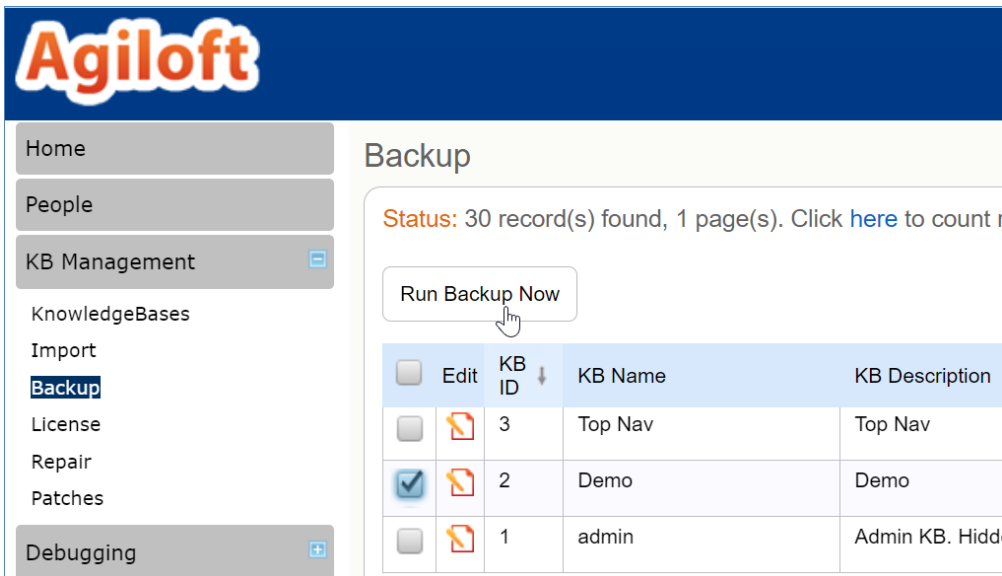 Agiloft
Home
People
KB Management
KnowledgeBases
Import
Backup
License
Repair
Patches
Debugging
Backup
Status: 30 record(s) found, 1 page(s). Click here to count
Run Backup Now
Edit KB ID KB Name KB Description
3 Top Nav Top Nav
2 Demo Demo
1 admin Admin KB.